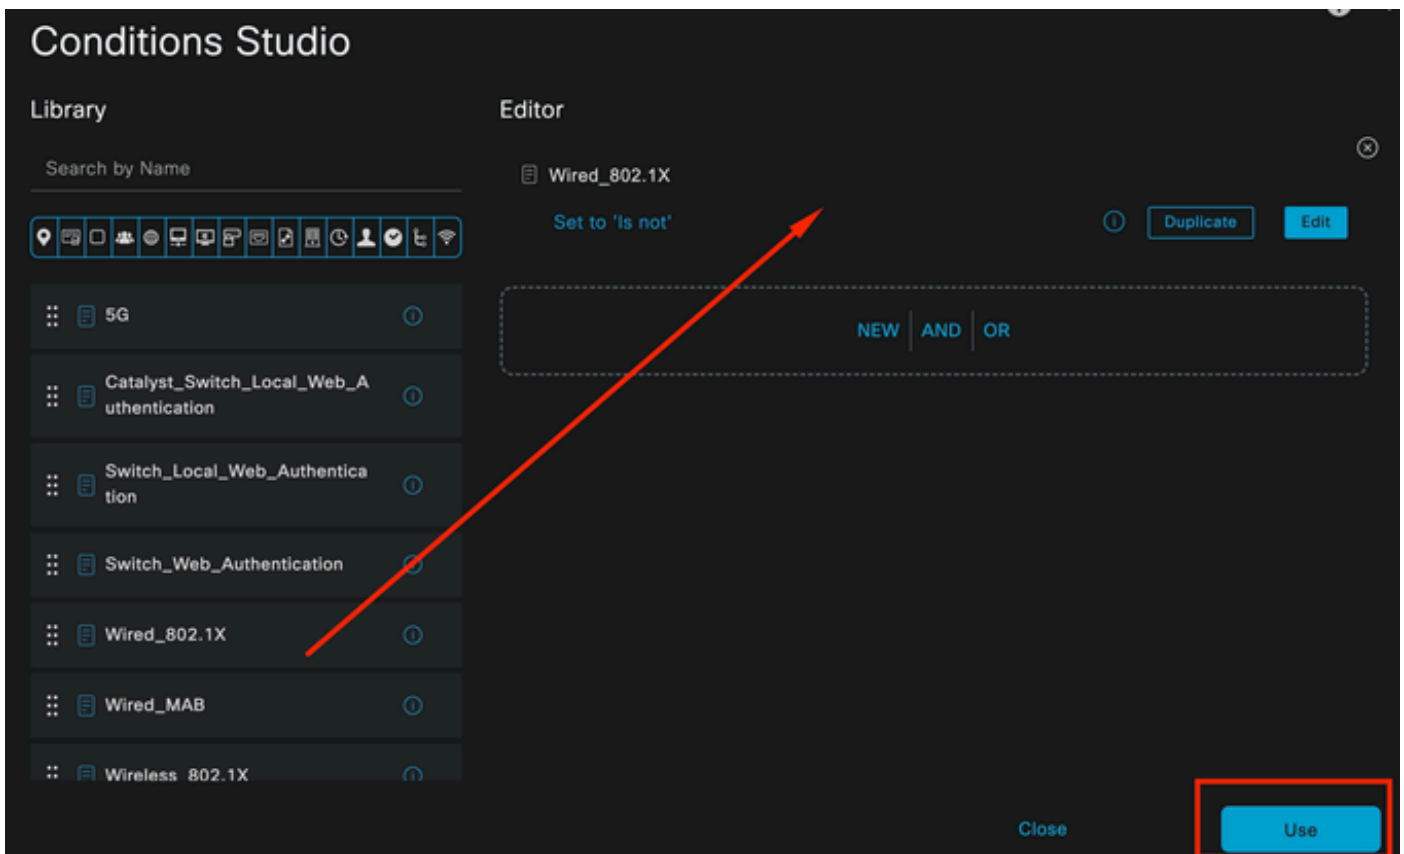 Conditions Studio
Library
Search by Name
5G
Catalyst_Switch_Local_Web_A
uthentication
Switch_Local_Web_Authentica
tion
Switch_Web_Authentication
Wired_802.1X
Wired_MAB
Wireless_802.1X
Editor
Wired_802.1X
Set to 'Is not'
Duplicate
Edit
NEW AND OR
Close
Use